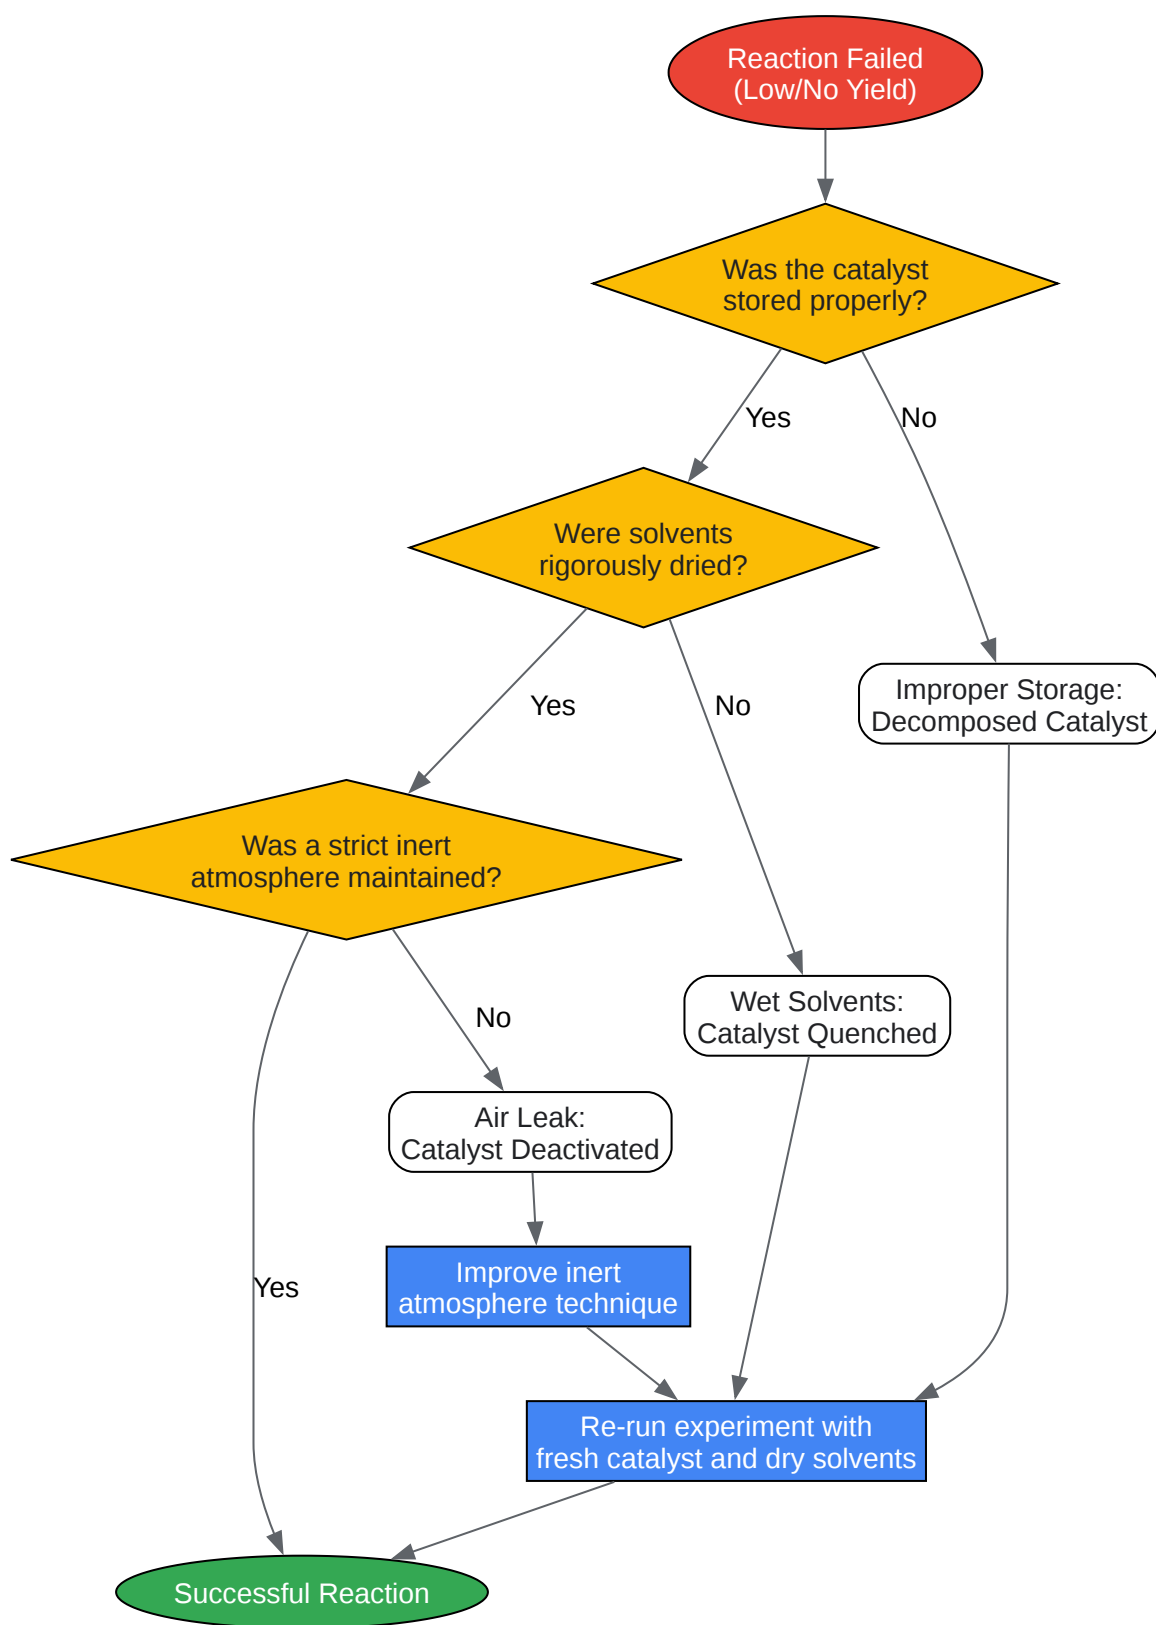 Reaction Failed
(Low/No Yield)
Was the catalyst
stored properly?
Yes
No
Were solvents
rigorously dried?
Improper Storage:
Decomposed Catalyst
Yes
No
Was a strict inert
atmosphere maintained?
Wet Solvents:
Catalyst Quenched
No
Air Leak:
Catalyst Deactivated
Improve inert
atmosphere technique
Yes
Re-run experiment with
fresh catalyst and dry solvents
Successful Reaction